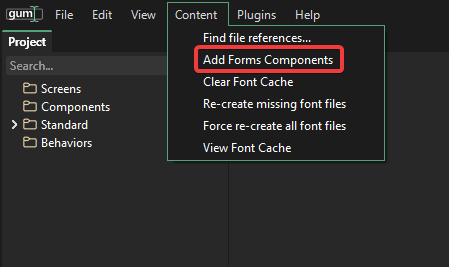 gum File Edit View Content Plugins Help
Project
Search...
Screens
Components
Standard
Behaviors
Find file references...
Add Forms Components
Clear Font Cache
Re-create missing font files
Force re-create all font files
View Font Cache